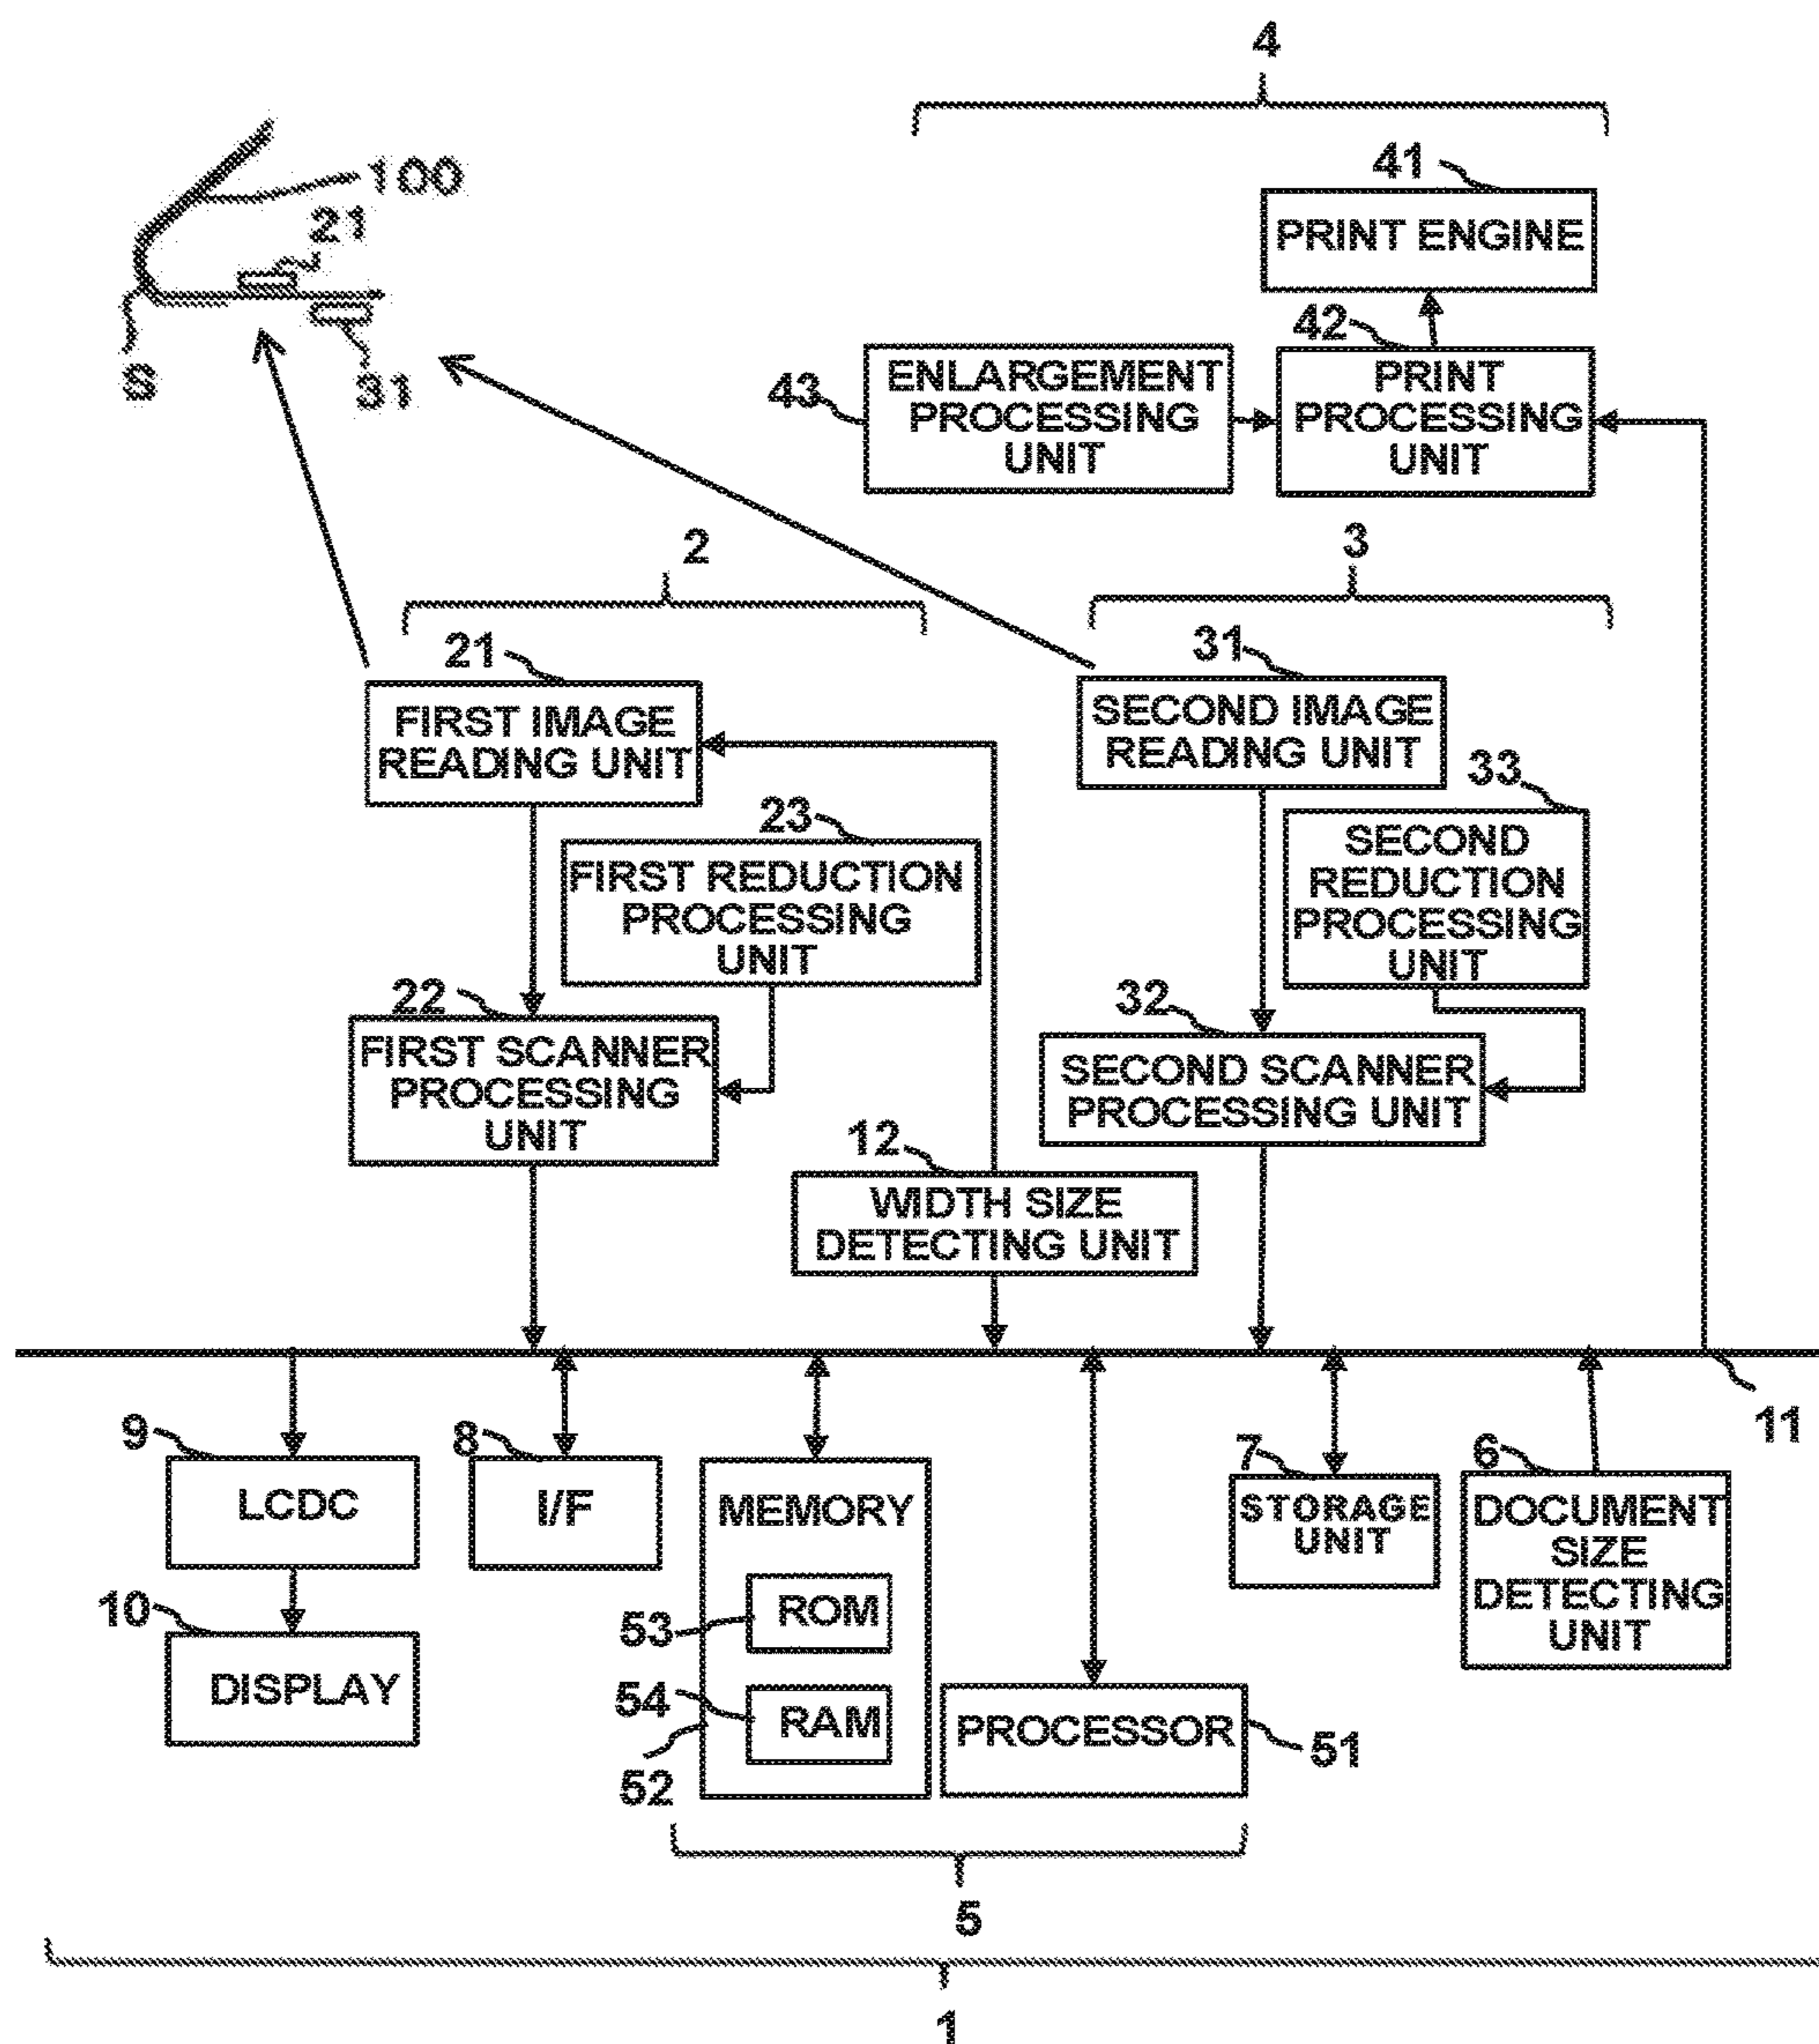 4
100
21
S
31
41
PRINT ENGINE
42
43
ENLARGEMENT
PROCESSING
UNIT
PRINT
PROCESSING
UNIT
2
3
21
FIRST IMAGE
READING UNIT
31
SECOND IMAGE
READING UNIT
23
FIRST REDUCTION
PROCESSING
UNIT
33
SECOND
REDUCTION
PROCESSING
UNIT
22
FIRST SCANNER
PROCESSING
UNIT
32
SECOND SCANNER
PROCESSING UNIT
12
WIDTH SIZE
DETECTING UNIT
11
9
LCDC
8
I/F
MEMORY
53
ROM
54
RAM
52
PROCESSOR
51
7
STORAGE
UNIT
6
DOCUMENT
SIZE
DETECTING
UNIT
10
DISPLAY
5
1